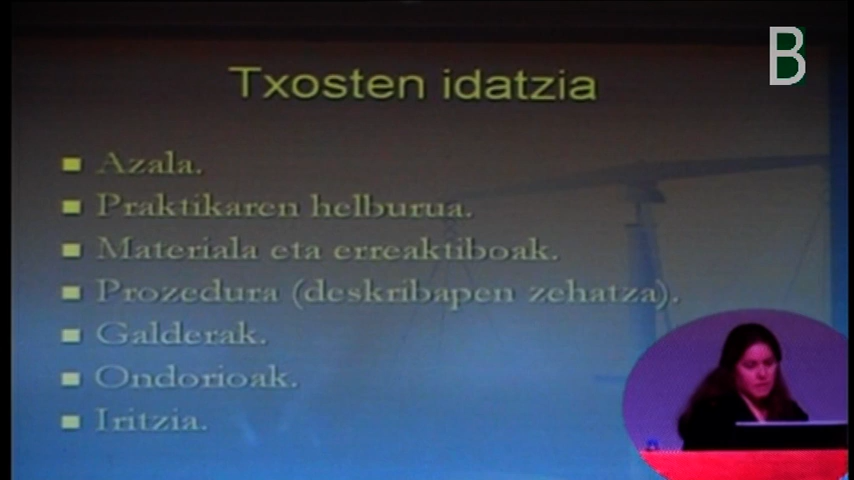 B
Txosten idatzia
Azala.
Praktikaren helburua.
Materiala eta erreaktiboak.
Prozedura (deskribapen zehatza).
Galderak.
Ondorioak.
Iritzia.